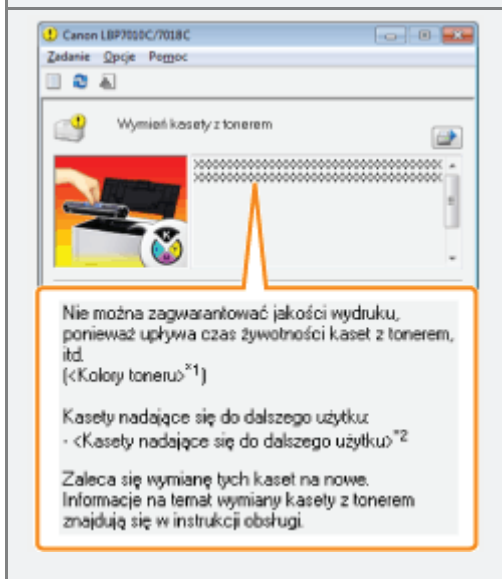 Canon LBP7010C/7018C
Zadanie Opcje Pomoc
Wymień kasety z tonerem
XXXXXXXXXXXXXXXXXXXXXXXXXXXXXXXXXX
XXXXXXXXXXXXXXXXXXXXXXXXXXXXXXXXXX
K
Nie można zagwarantować jakości wydruku,
ponieważ upływa czas żywotności kaset z tonerem,
itd.
(<Kolory toneru>*1)
Kasety nadające się do dalszego użytku:
- <Kasety nadające się do dalszego użytku>*2
Zaleca się wymianę tych kaset na nowe.
Informacje na temat wymiany kasety z tonerem
znajdują się w instrukcji obsługi.